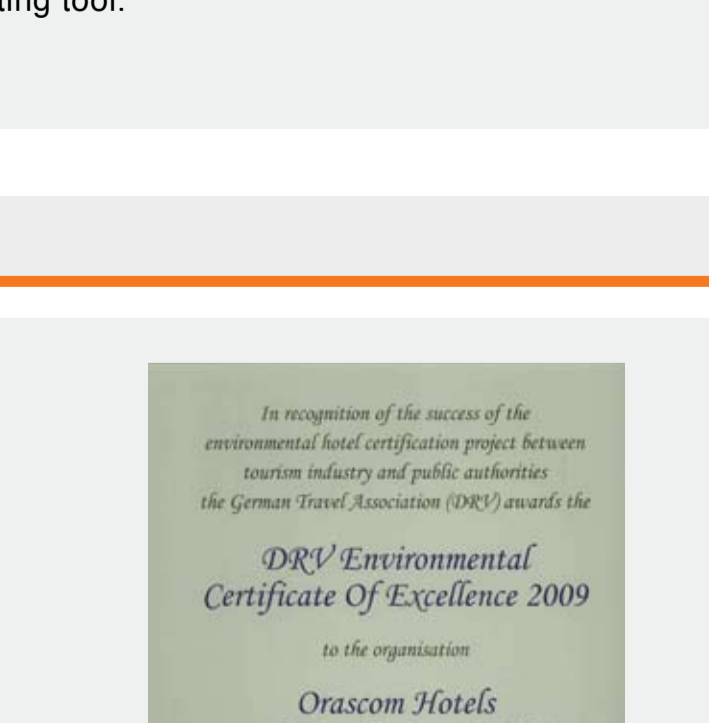 ting tool.
In recognition of the success of the
environmental hotel certification project between
tourism industry and public authorities
the German Travel Association (DRV) awards the
DRV Environmental
Certificate Of Excellence 2009
to the organisation
Orascom Hotels